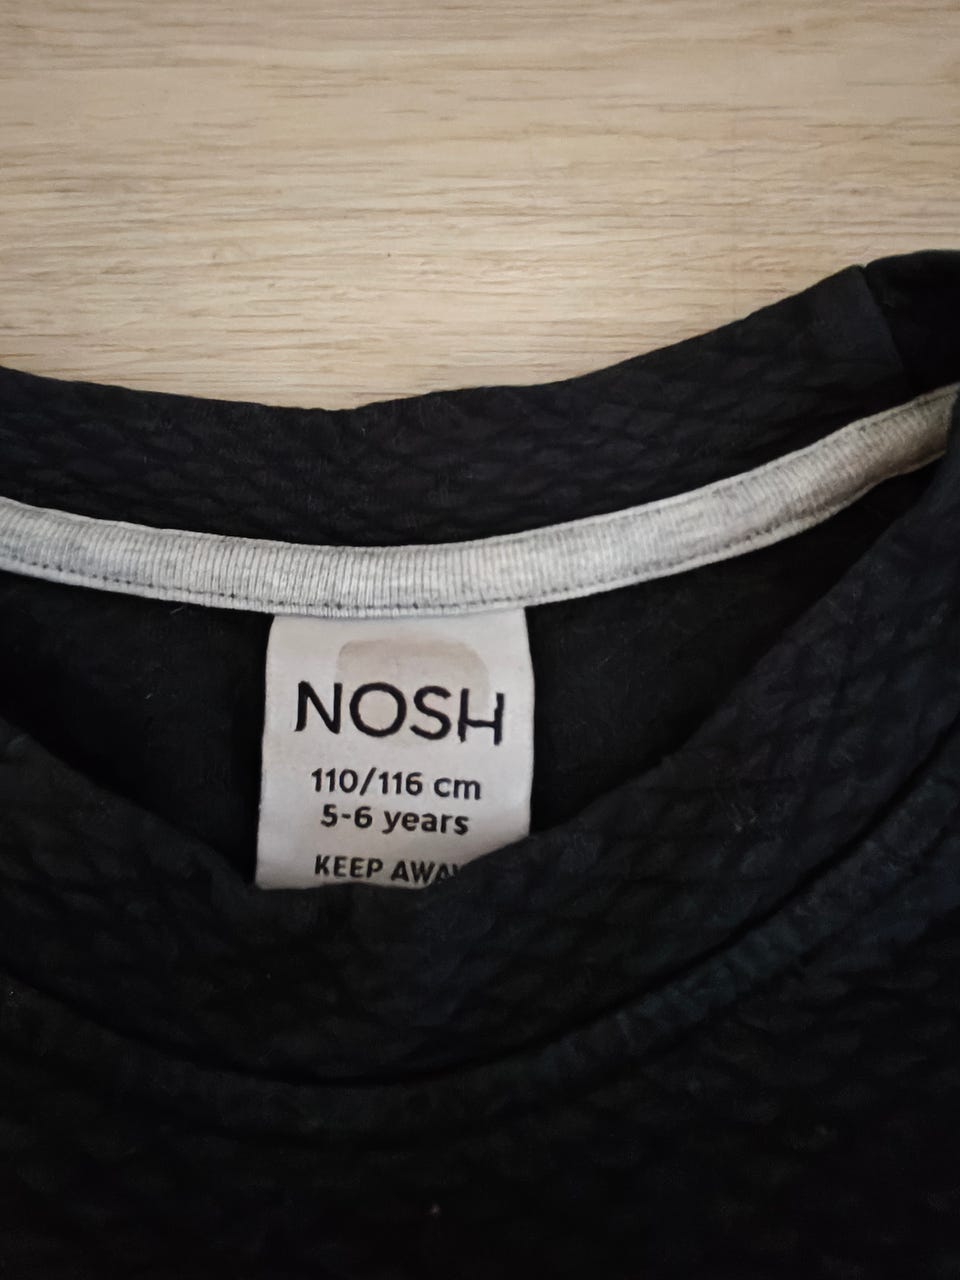 NOSH
110/116 cm
5-6 years
KEEP AWAY